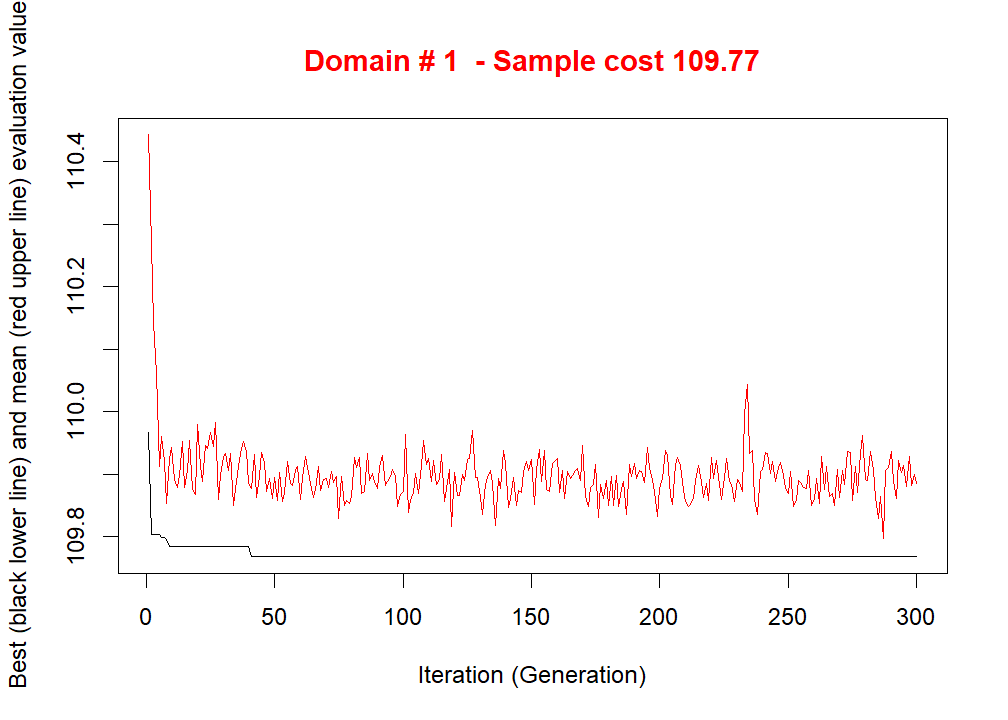 Domain # 1  - Sample cost 109.77
Best (black lower line) and mean (red upper line) evaluation value
110.4
110.2
110.0
109.8
0 50 100 150 200 250 300
Iteration (Generation)